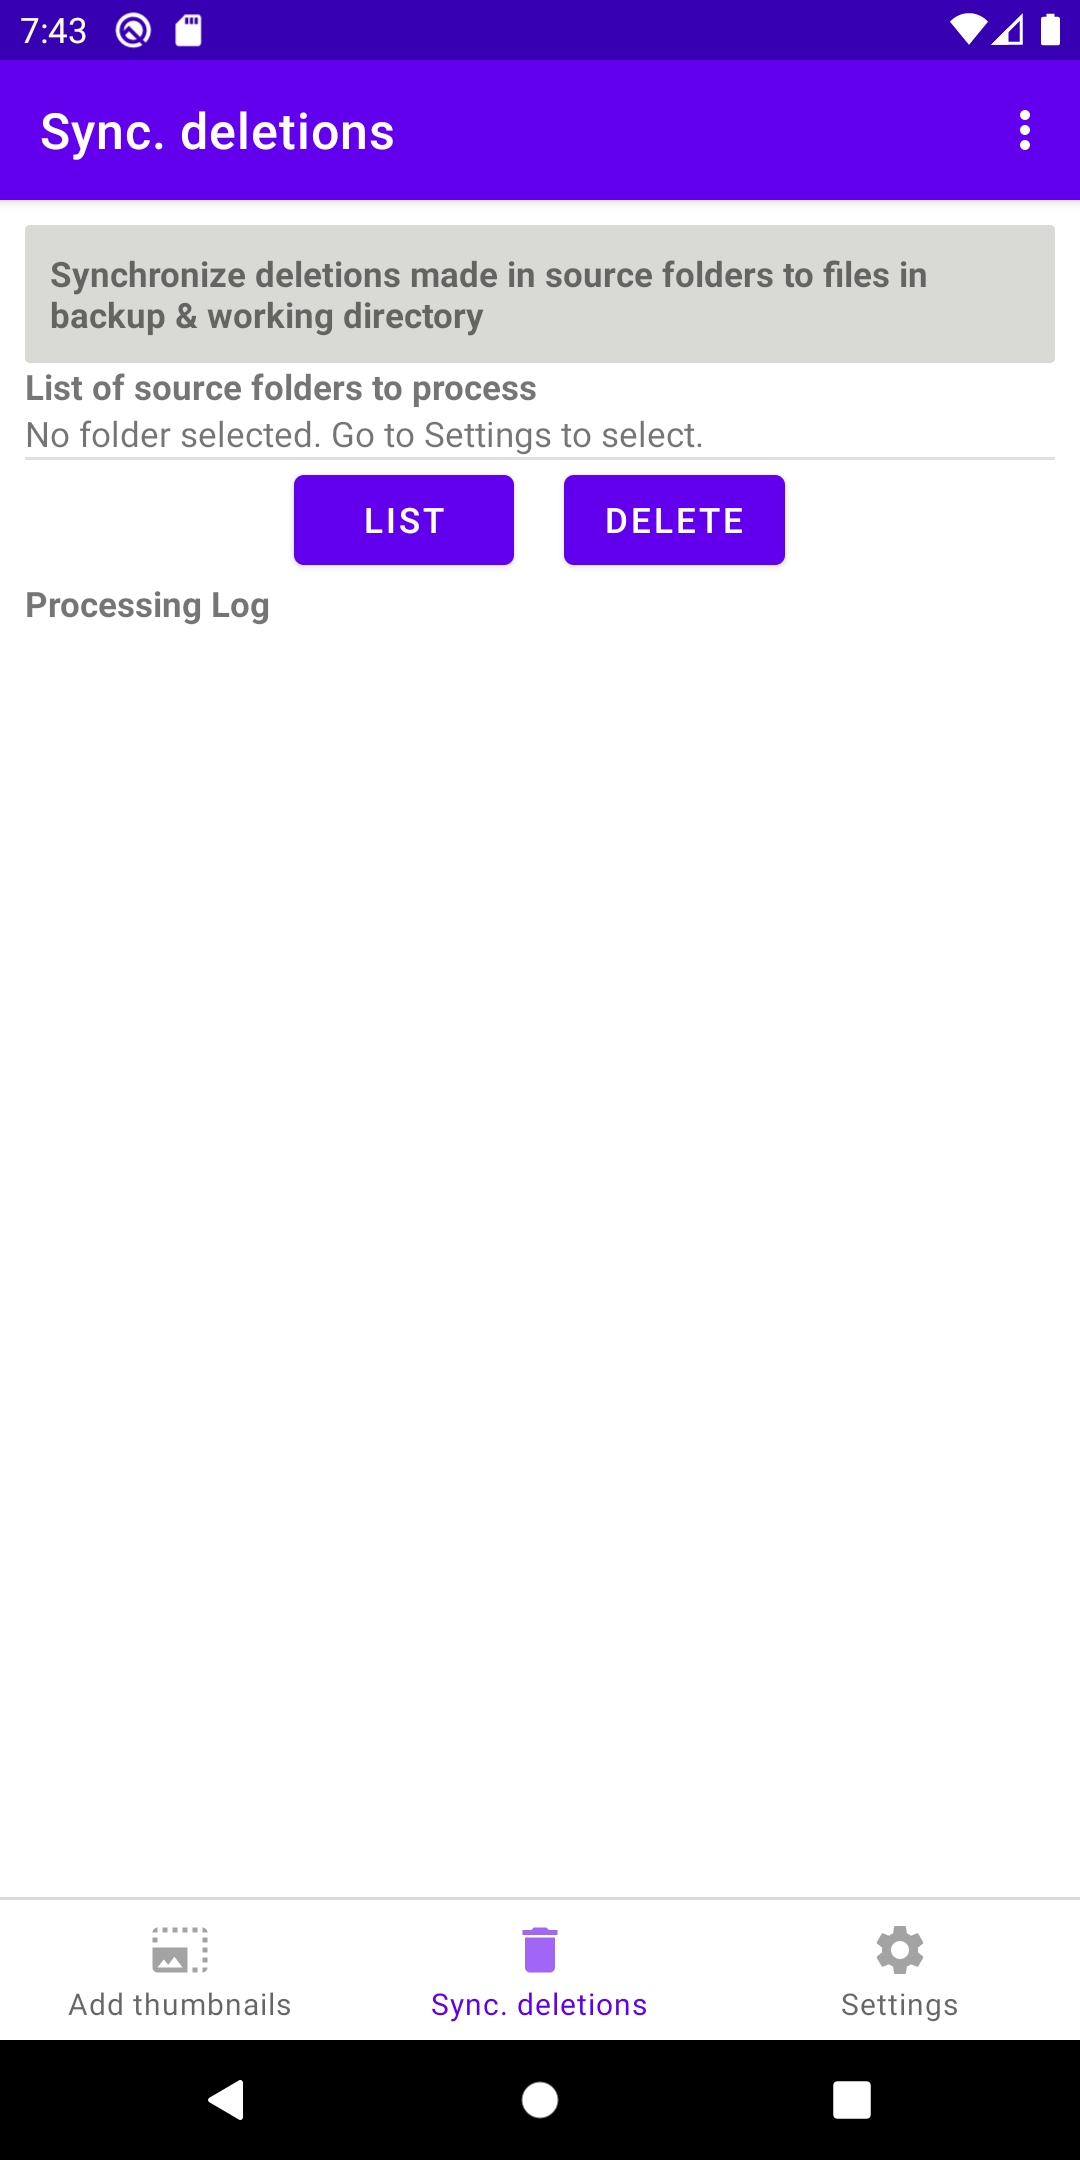 7:43
Sync. deletions
Synchronize deletions made in source folders to files in
backup & working directory
List of source folders to process
No folder selected. Go to Settings to select.
LIST
DELETE
Processing Log
Add thumbnails
Sync. deletions
Settings